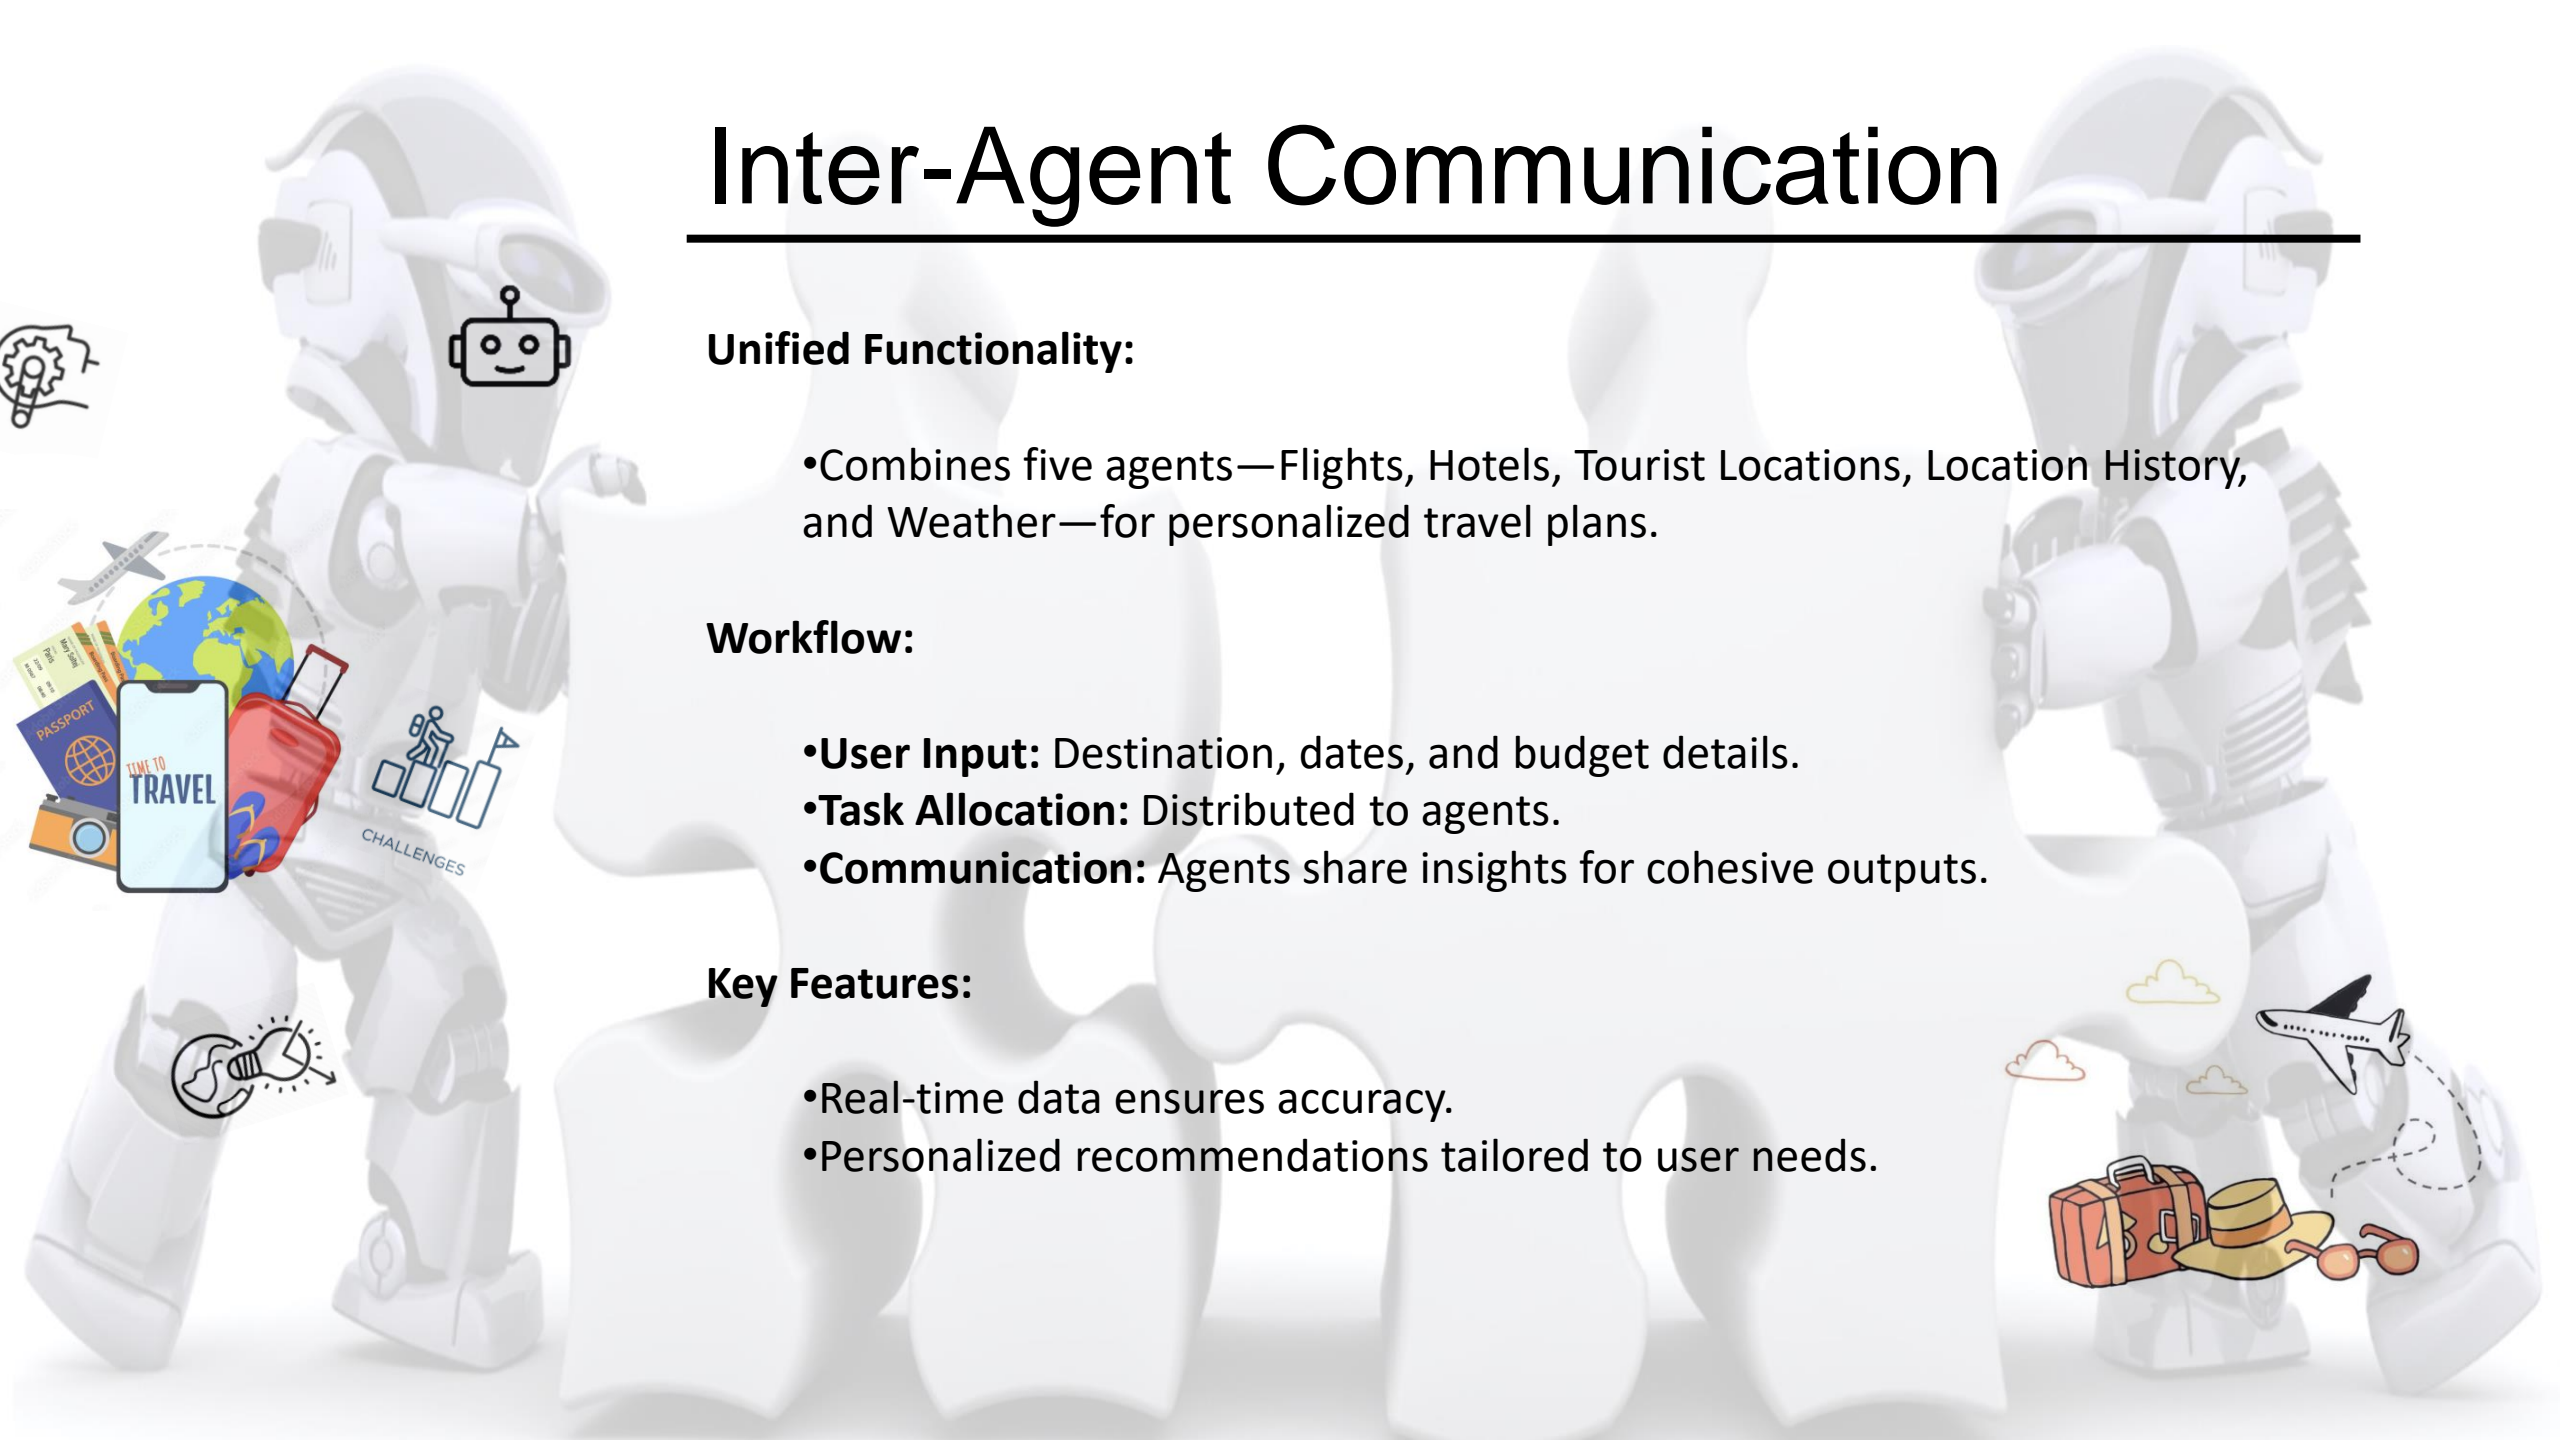 Inter-Agent Communication
Unified Functionality:
•Combines five agents—Flights, Hotels, Tourist Locations, Location History,
and Weather—for personalized travel plans.
Workflow:
•User Input: Destination, dates, and budget details.
•Task Allocation: Distributed to agents.
•Communication: Agents share insights for cohesive outputs.
Key Features:
•Real-time data ensures accuracy.
•Personalized recommendations tailored to user needs.
Paris
PASSPORT
TIME TO
TRAVEL
CHALLENGES